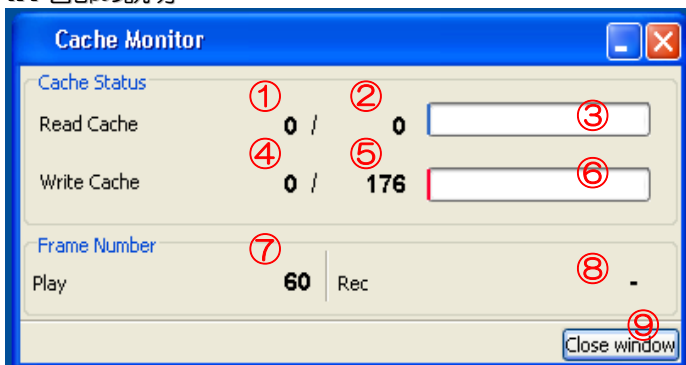 Cache Monitor
Cache Status
① ②
Read Cache 0 / 0 ③
④ ⑤
Write Cache 0 / 176 ⑥
Frame Number
⑦ ⑧
Play 60 Rec -
⑨
Close window